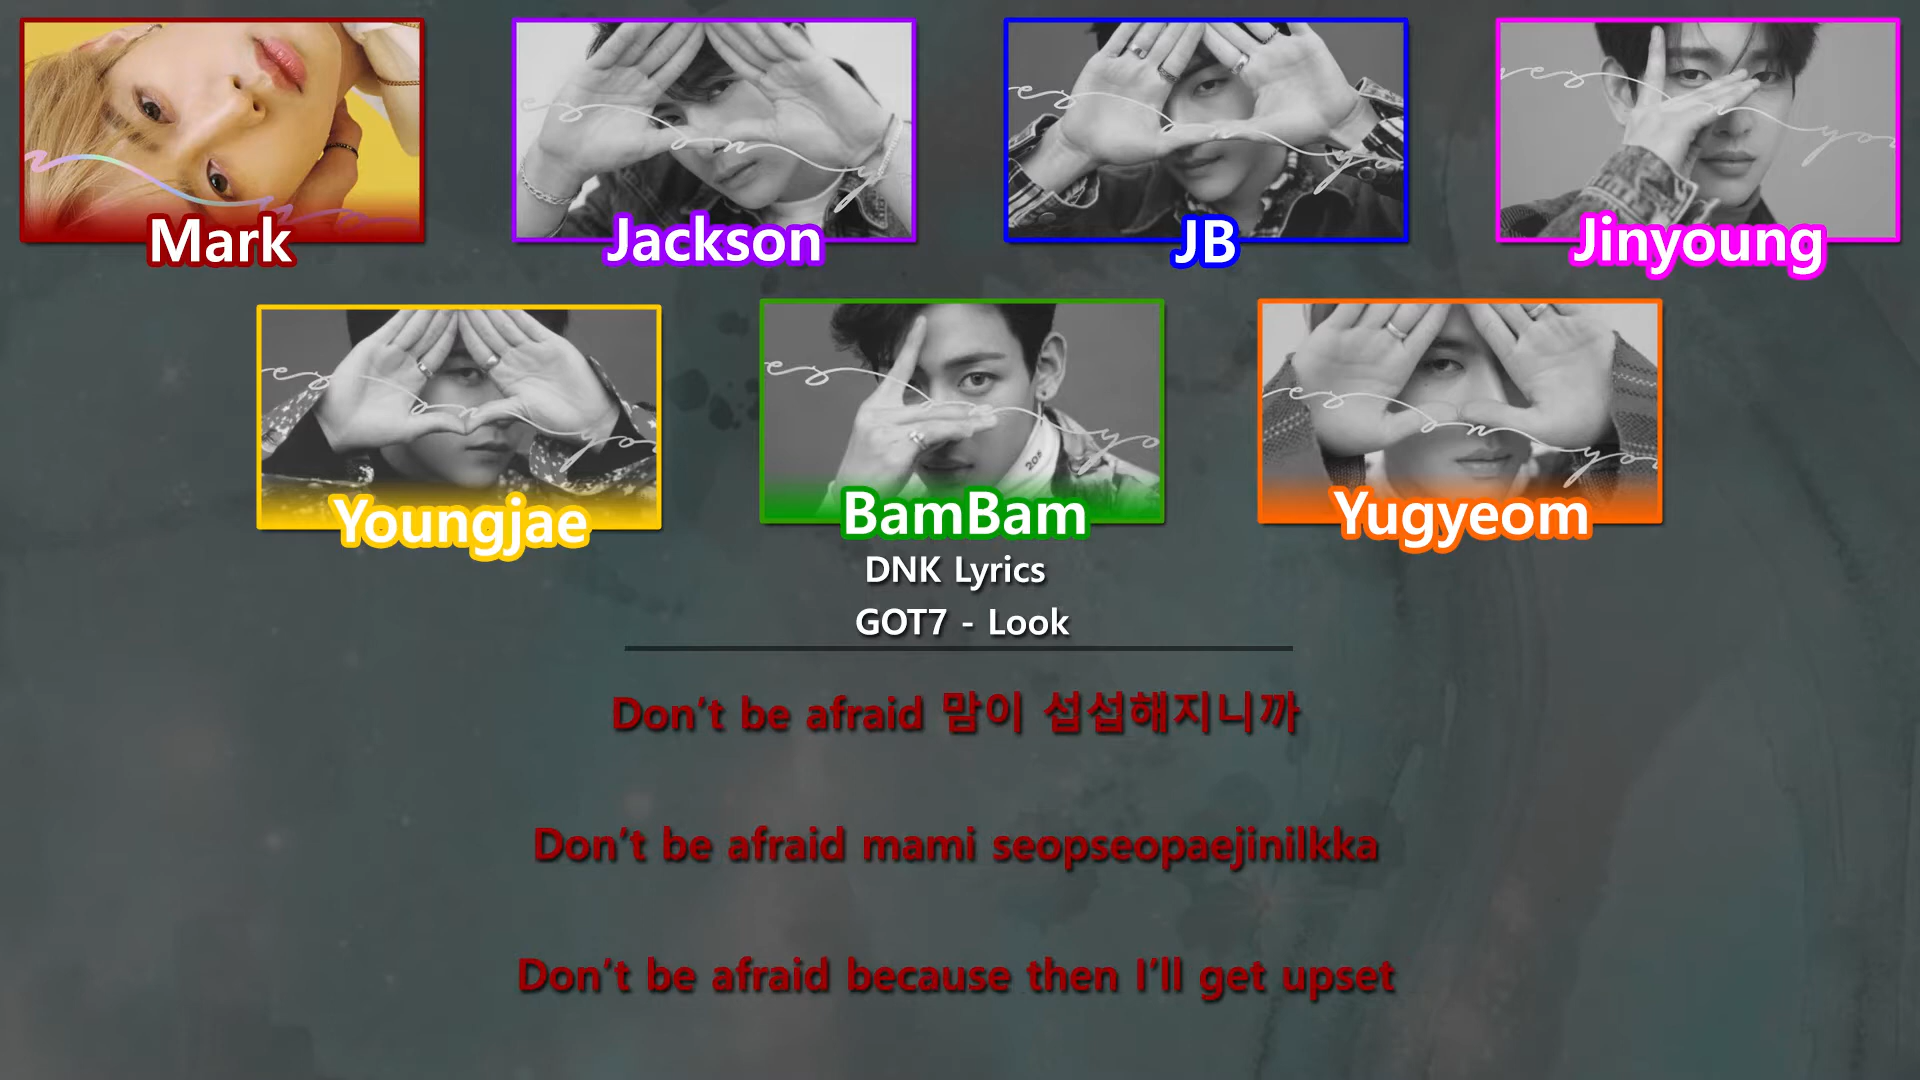 Mark
Jackson
JB
Jinyoung
Youngjae
BamBam
Yugyeom
DNK Lyrics
GOT7 - Look
Don't be afraid 맘이 섭섭해지니까
Don't be afraid mami seopseopaejinilkka
Don't be afraid because then I'll get upset